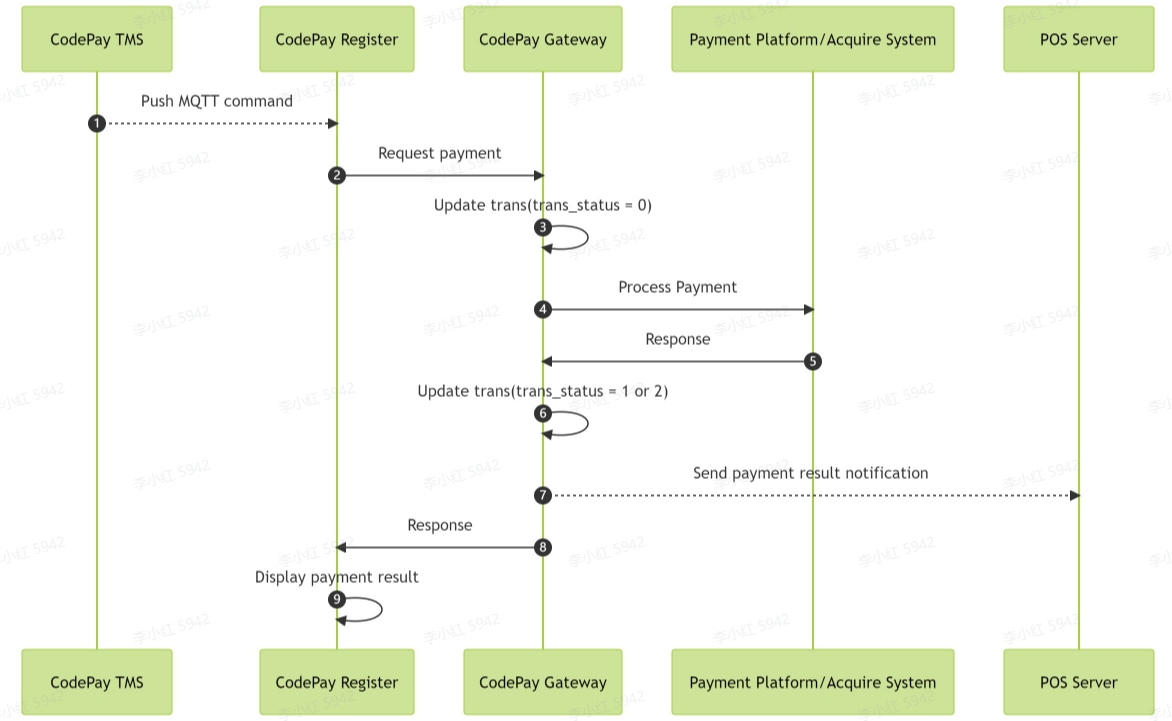 CodePay TMS
CodePay Register
CodePay Gateway
Payment Platform/Acquire System
POS Server
Push MQTT command
1
Request payment
2
Update trans(trans_status = 0)
3
Process Payment
4
Response
5
Update trans(trans_status = 1 or 2)
6
Send payment result notification
7
Response
8
Display payment result
9
CodePay TMS
CodePay Register
CodePay Gateway
Payment Platform/Acquire System
POS Server
李小红 5942